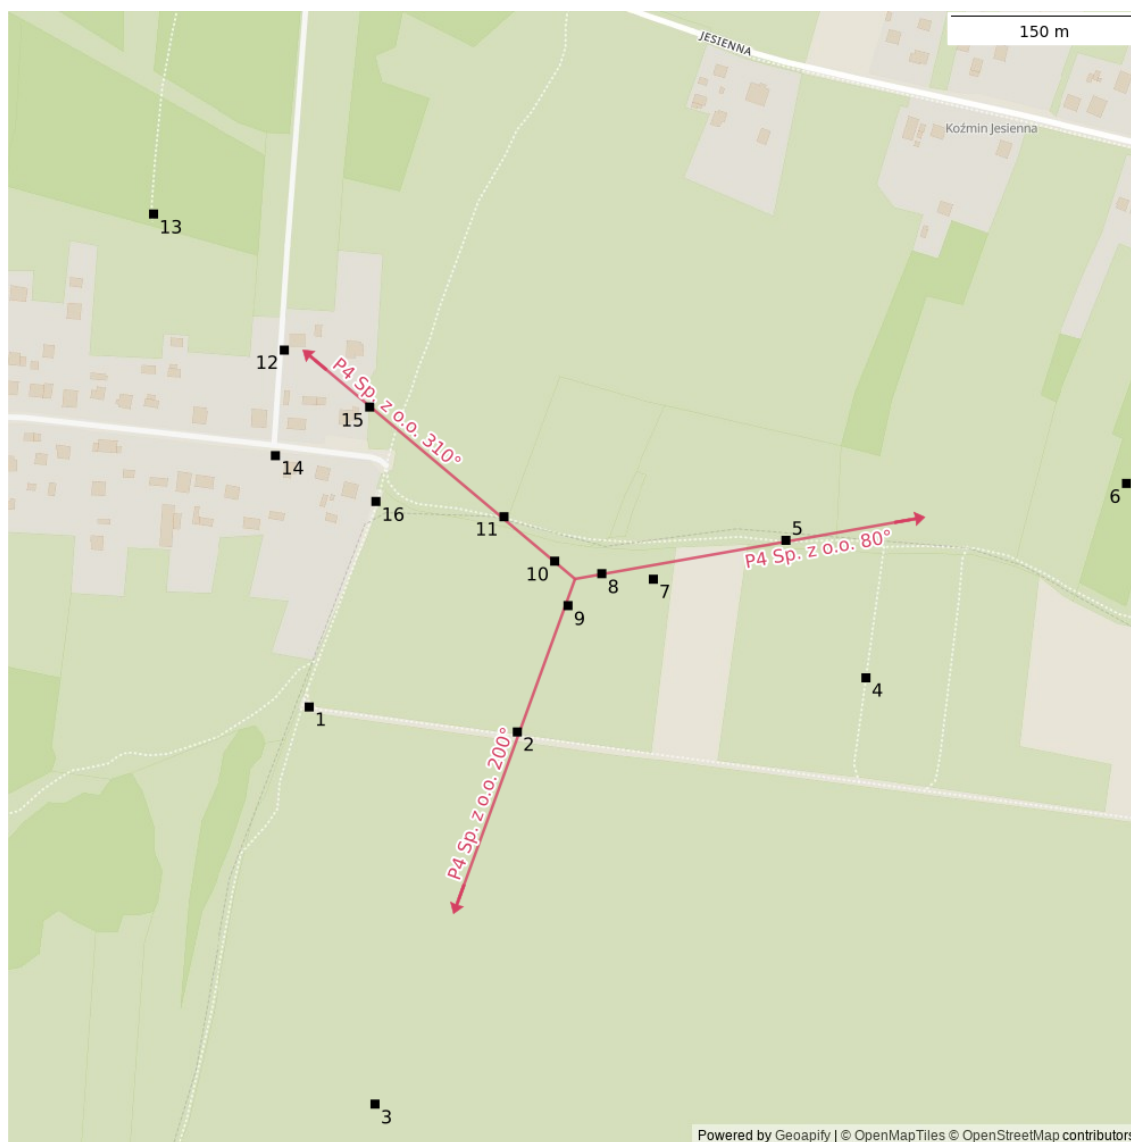 JESIENNA
150 m
Koźmin Jesienna
13
12
P4 Sp. z o.o. 310°
15
14
16
11
10
5
6
P4 Sp. z o.o. 80°
8
7
9
4
1
2
P4 Sp. z o.o. 200°
3
Powered by Geoapify | © OpenMapTiles © OpenStreetMap contributors